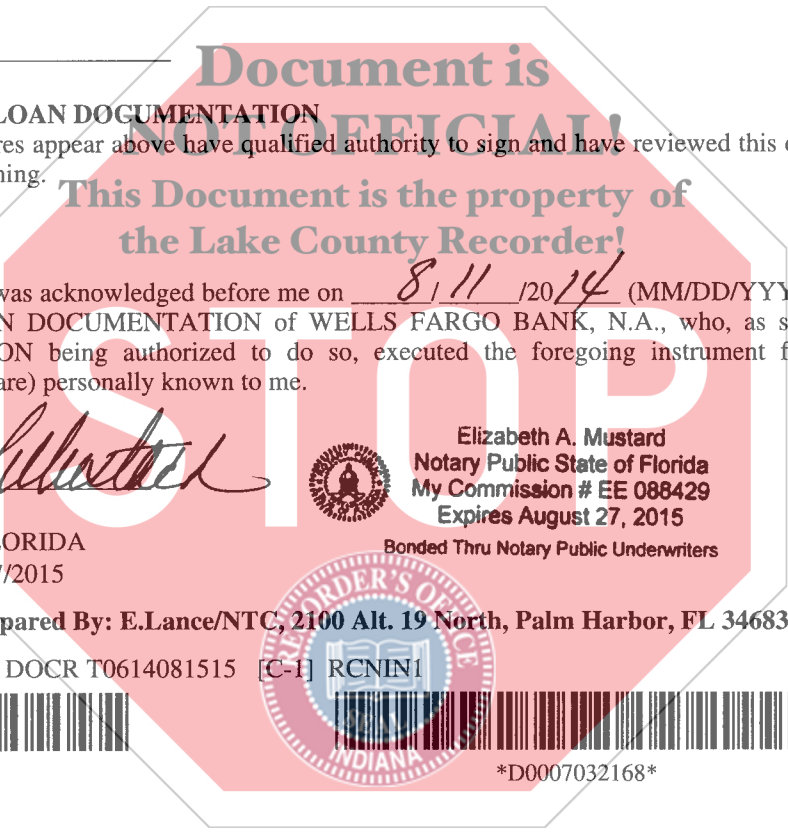 Document is
LOAN DOCUMENTATION
NOT OFFICIAL!
res appear above have qualified authority to sign and have reviewed this
ning.
This Document is the property of
the Lake County Recorder!
was acknowledged before me on 8/11/2014 (MM/DD/YYY
N DOCUMENTATION of WELLS FARGO BANK, N.A., who, as s
ON being authorized to do so, executed the foregoing instrument f
are) personally known to me.
STOP
Elizabeth A. Mustard
Notary Public State of Florida
My Commission # EE 088429
Expires August 27, 2015
Bonded Thru Notary Public Underwriters
LORIDA
7/2015
RECORDER'S OFFICE
pared By: E.Lance/NTC, 2100 Alt. 19 North, Palm Harbor, FL 34683
DOCR T0614081515 [C-1] RCNIN1
SEAL
INDIANA
*D0007032168*